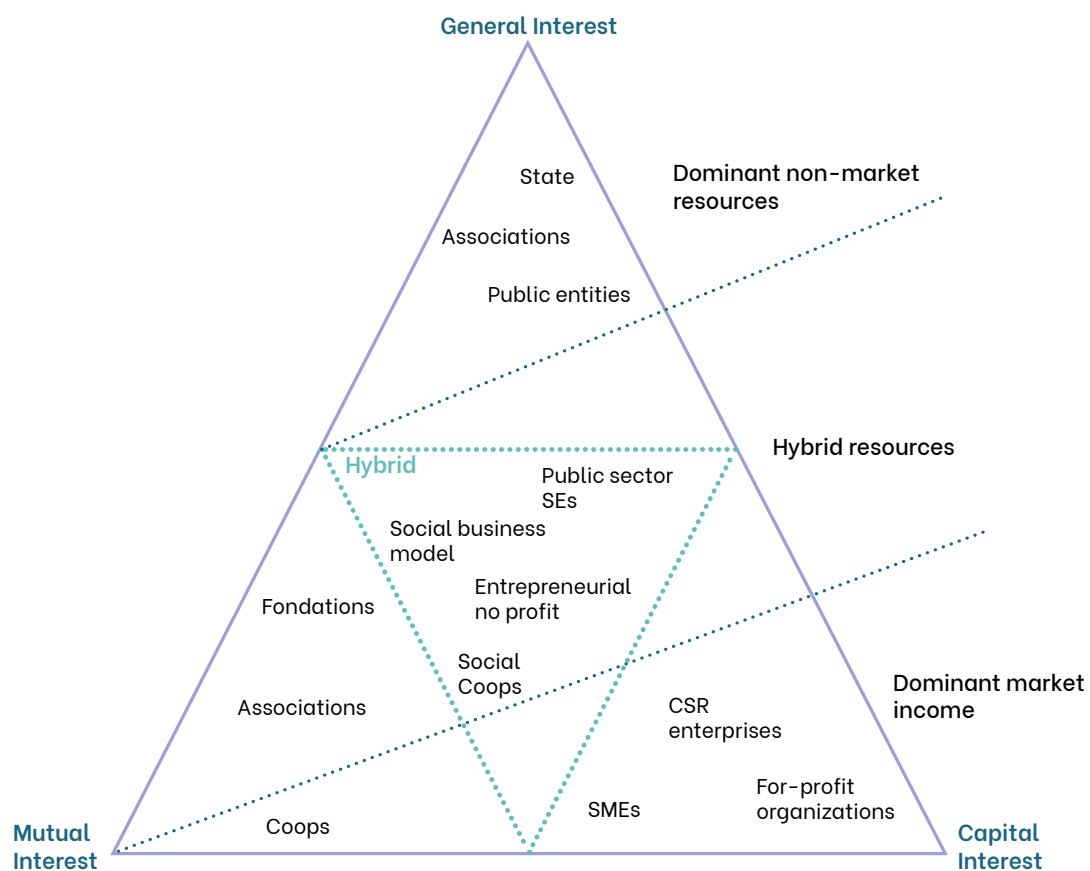 General Interest
State
Dominant non-market
resources
Associations
Public entities
Hybrid resources
Hybrid
Public sector
SEs
Social business
model
Entrepreneurial
no profit
Fondations
Social
Coops
Associations
CSR
enterprises
Dominant market
income
For-profit
organizations
SMEs
Coops
Mutual
Interest
Capital
Interest